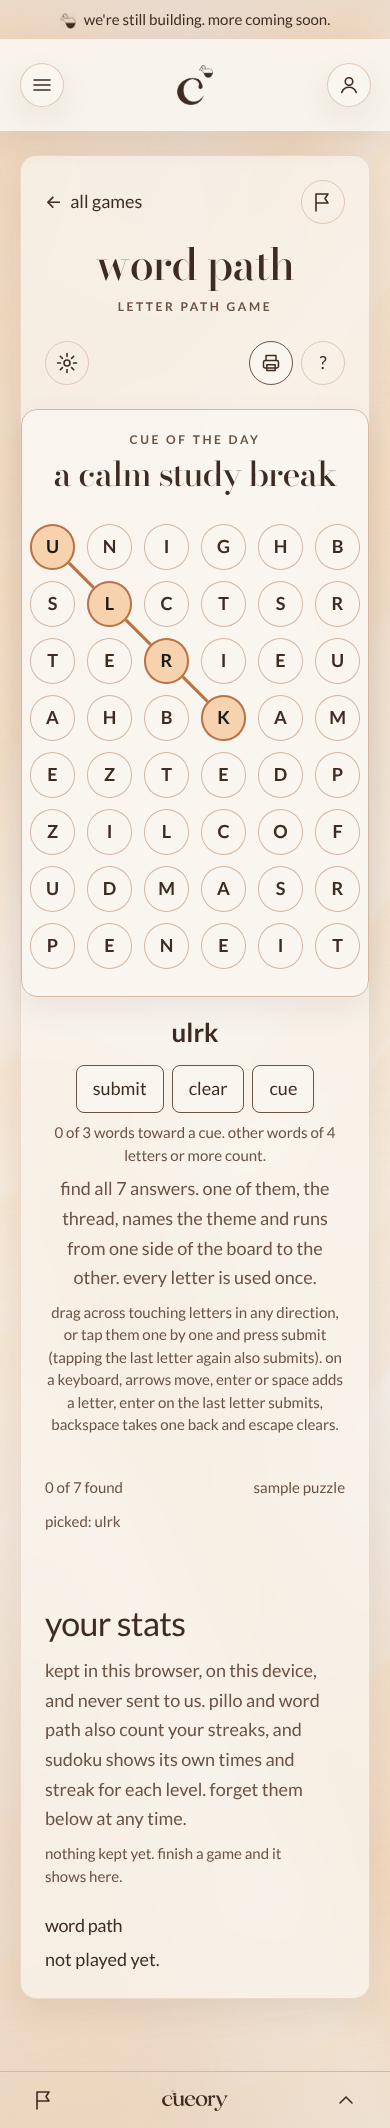 we're still building. more coming soon.
c
all games
word path
LETTER PATH GAME
?
CUE OF THE DAY
a calm study break
U N I G H B
S L C T S R
T E R I E U
A H B K A M
E Z T E D P
Z I L C O F
U D M A S R
P E N E I T
ulrk
submit clear cue
0 of 3 words toward a cue. other words of 4
letters or more count.
find all 7 answers. one of them, the
thread, names the theme and runs
from one side of the board to the
other. every letter is used once.
drag across touching letters in any direction,
or tap them one by one and press submit
(tapping the last letter again also submits). on
a keyboard, arrows move, enter or space adds
a letter, enter on the last letter submits,
backspace takes one back and escape clears.
0 of 7 found sample puzzle
picked: ulrk
your stats
kept in this browser, on this device,
and never sent to us. pillo and word
path also count your streaks, and
sudoku shows its own times and
streak for each level. forget them
below at any time.
nothing kept yet. finish a game and it
shows here.
word path
not played yet.
cueory